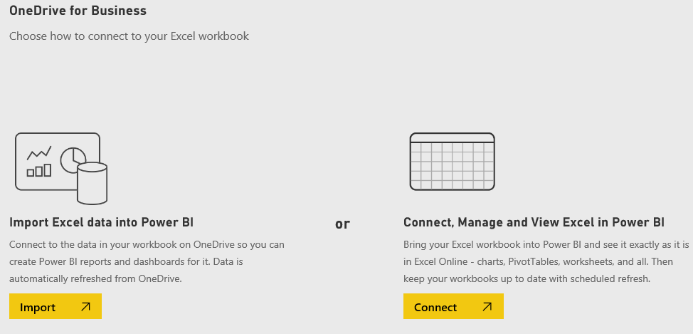 OneDrive for Business
Choose how to connect to your Excel workbook
Import Excel data into Power BI
Connect to the data in your workbook on OneDrive so you can
create Power BI reports and dashboards for it. Data is
automatically refreshed from OneDrive.
Import
or
Connect, Manage and View Excel in Power BI
Bring your Excel workbook into Power BI and see it exactly as it is
in Excel Online - charts, PivotTables, worksheets, and all. Then
keep your workbooks up to date with scheduled refresh.
Connect